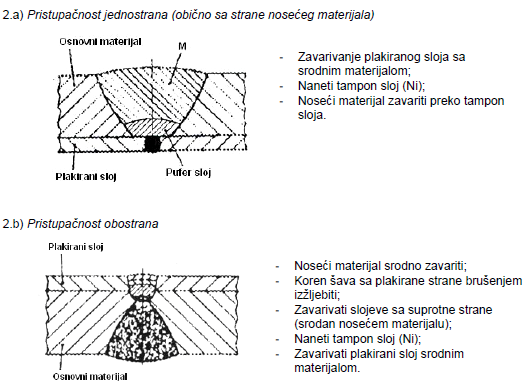 2.a) Pristupačnost jednostrana (obično sa strane nosećeg materijala)
Osnovni materijal
M
Plakirani sloj
Pufer sloj
- Zavarivanje plakiranog sloja sa
srodnim materijalom;
- Naneti tampon sloj (Ni);
- Noseći materijal zavariti preko tampon
sloja.
2.b) Pristupačnost obostrana
Plakirani sloj
Osnovni materijal
- Noseći materijal srodno zavariti;
- Koren šava sa plakirane strane brušenjem
izžljebiti;
- Zavarivati slojeve sa suprotne strane
(srodan nosećem materijalu);
- Naneti tampon sloj (Ni);
- Zavarivati plakirani sloj srodnim
materijalom.